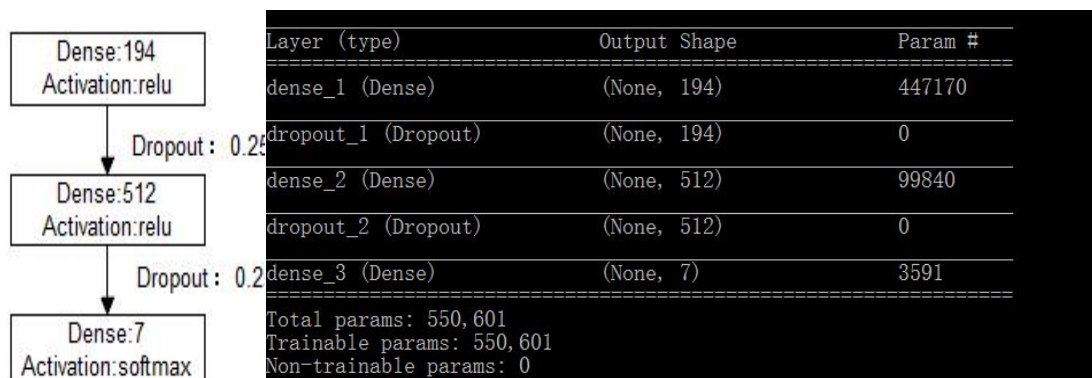 Dense:194
Activation:relu
Dropout: 0.25
Dense:512
Activation:relu
Dropout: 0.2
Dense:7
Activation:softmax
Layer (type) Output Shape Param #
dense_1 (Dense) (None, 194) 447170
dropout_1 (Dropout) (None, 194) 0
dense_2 (Dense) (None, 512) 99840
dropout_2 (Dropout) (None, 512) 0
dense_3 (Dense) (None, 7) 3591
Total params: 550,601
Trainable params: 550,601
Non-trainable params: 0